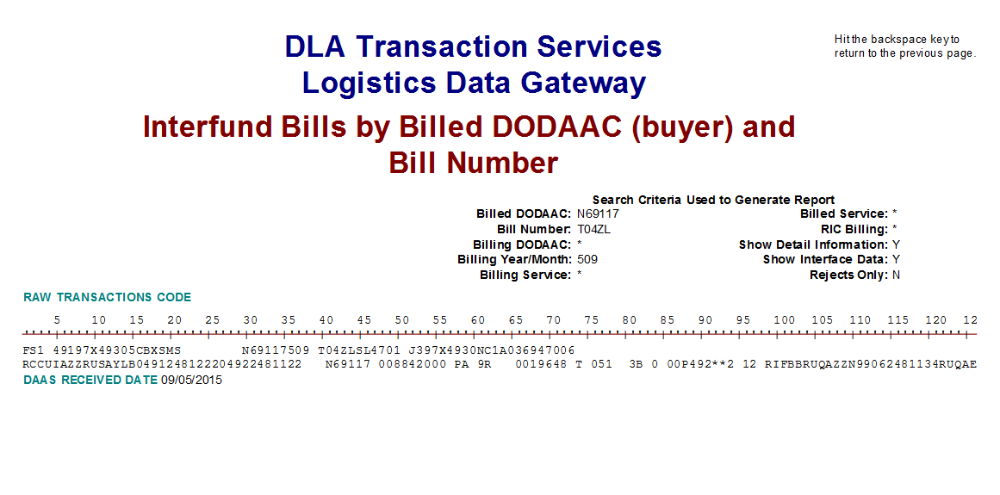 DLA Transaction Services
Logistics Data Gateway
Hit the backspace key to
return to the previous page.
Interfund Bills by Billed DODAAC (buyer) and
Bill Number
Search Criteria Used to Generate Report
Billed DODAAC: N69117 Billed Service: *
Bill Number: T04ZL RIC Billing: *
Billing DODAAC: * Show Detail Information: Y
Billing Year/Month: 509 Show Interface Data: Y
Billing Service: * Rejects Only: N
RAW TRANSACTIONS CODE
5 10 15 20 25 30 35 40 45 50 55 60 65 70 75 80 85 90 95 100 105 110 115 120 12
FS1 49197X49305CBXSMS N69117509 T04ZLSL4701 J397X4930NC1A036947006
RCCUIAZZRUSAYLB0491248122204922481122 N69117 008842000 PA 9R 0019648 T 051 3B 0 00P492**2 12 RIFBBRUQAZZN99062481134RUQAE
DAAS RECEIVED DATE 09/05/2015